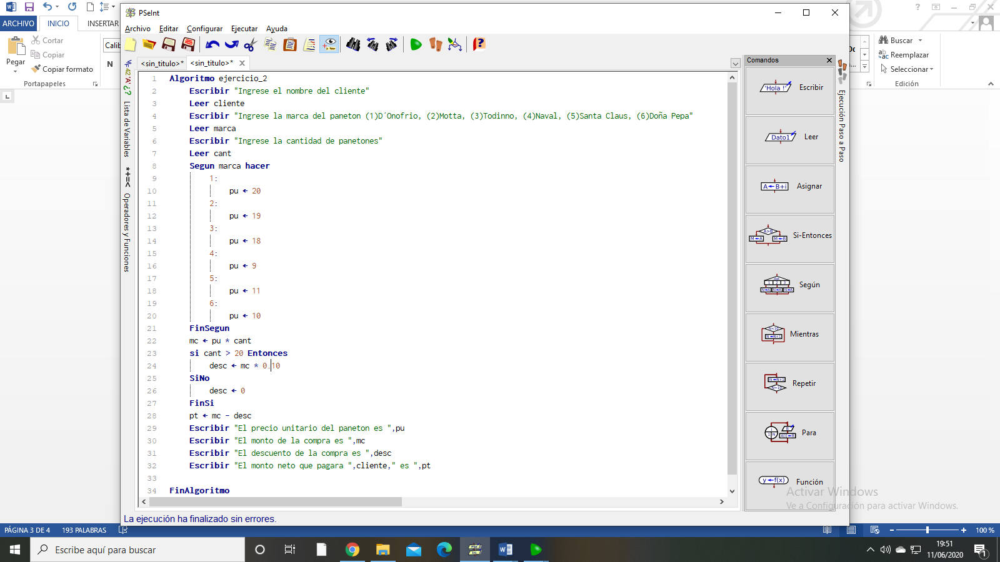 PSeInt
Archivo Editar Configurar Ejecutar Ayuda
ARCHIVO INICIO INSERTAR
Cortar
Copiar
Copiar formato
Pegar
Portapapeles
Calib
N
<sin_titulo>* <sin_titulo>*
Lista de Variables
Operadores y Funciones
1 Algoritmo ejercicio_2
2 Escribir "Ingrese el nombre del cliente"
3 Leer cliente
4 Escribir "Ingrese la marca del paneton (1)D´Onofrio, (2)Motta, (3)Todinno, (4)Naval, (5)Santa Claus, (6)Doña Pepa"
5 Leer marca
6 Escribir "Ingrese la cantidad de panetones"
7 Leer cant
8 Segun marca hacer
9 1:
10 pu ← 20
11 2:
12 pu ← 19
13 3:
14 pu ← 18
15 4:
16 pu ← 9
17 5:
18 pu ← 11
19 6:
20 pu ← 10
21 FinSegun
22 mc ← pu * cant
23 si cant > 20 Entonces
24 desc ← mc * 0.10
25 SiNo
26 desc ← 0
27 FinSi
28 pt ← mc - desc
29 Escribir "El precio unitario del paneton es ",pu
30 Escribir "El monto de la compra es ",mc
31 Escribir "El descuento de la compra es ",desc
32 Escribir "El monto neto que pagara ",cliente," es ",pt
33
34 FinAlgoritmo
La ejecución ha finalizado sin errores.
Comandos
'Hola !' Escribir
Dato1 Leer
A←B+i Asignar
A>B M←A M←B Si-Entonces
Según
Mientras
Repetir
Para
y←f(x) Función
Ejecución Paso a Paso
Buscar
Reemplazar
Seleccionar
Edición
Activar Windows
Ve a Configuración para activar Windows.
PÁGINA 3 DE 4 193 PALABRAS
100 %
Escribe aquí para buscar
19:51
11/06/2020
1